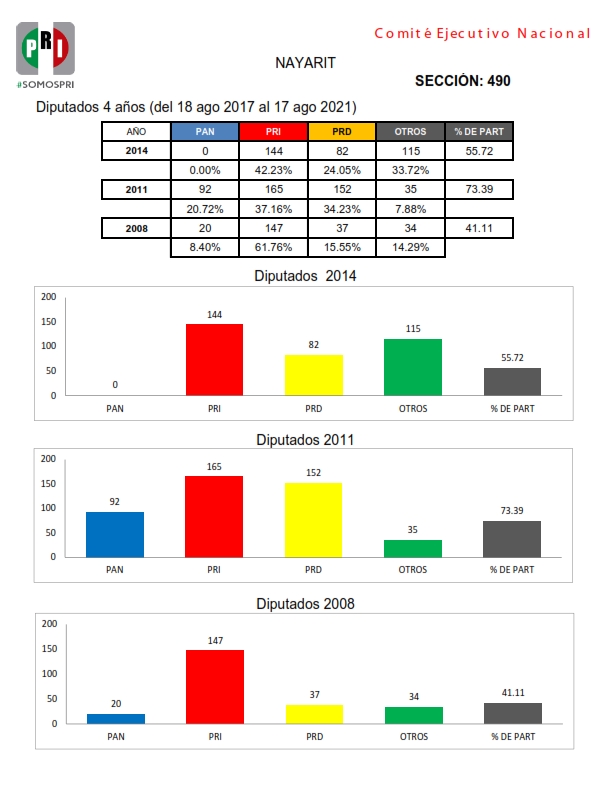 Comité Ejecutivo Nacional
PRI
#SOMOSPRI
NAYARIT
SECCIÓN: 490
Diputados 4 años (del 18 ago 2017 al 17 ago 2021)
AÑO PAN PRI PRD OTROS % DE PART
2014 0 144 82 115 55.72
0.00% 42.23% 24.05% 33.72%
2011 92 165 152 35 73.39
20.72% 37.16% 34.23% 7.88%
2008 20 147 37 34 41.11
8.40% 61.76% 15.55% 14.29%
Diputados 2014
200
150
100
50
0
0 144 82 115 55.72
PAN PRI PRD OTROS % DE PART
Diputados 2011
200
150
100
50
0
92 165 152 35 73.39
PAN PRI PRD OTROS % DE PART
Diputados 2008
200
150
100
50
0
20 147 37 34 41.11
PAN PRI PRD OTROS % DE PART